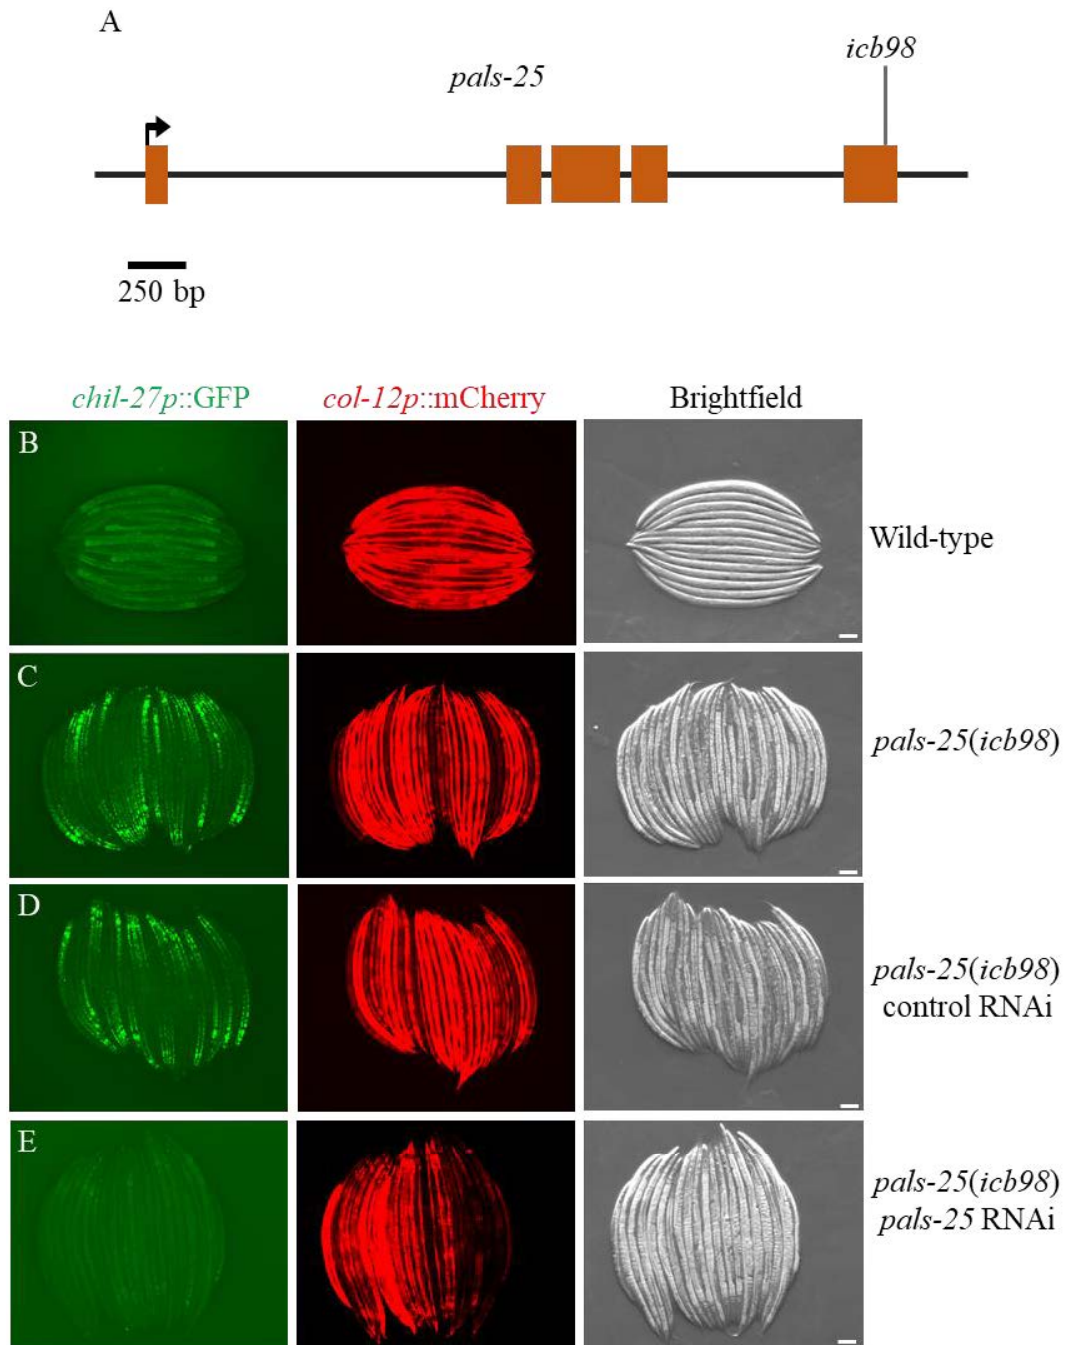 A
icb98
pals-25
250 bp
chil-27p::GFP
col-12p::mCherry
Brightfield
B
Wild-type
C
pals-25(icb98)
D
pals-25(icb98)
control RNAi
E
pals-25(icb98)
pals-25 RNAi